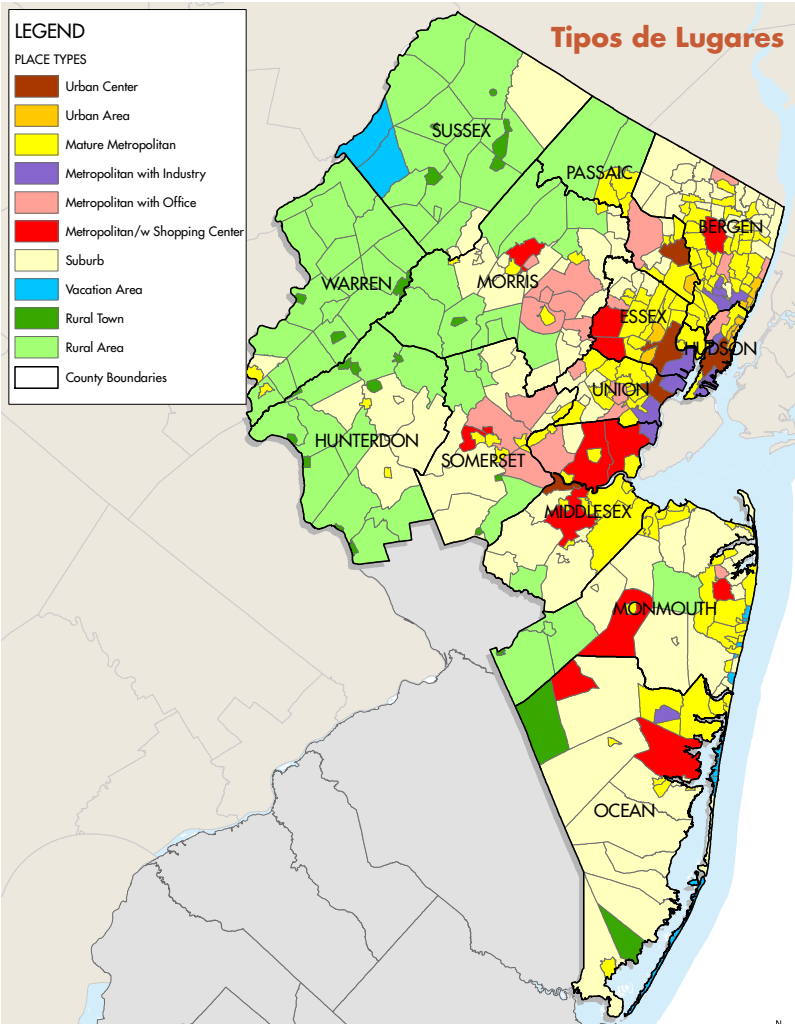 Tipos de Lugares
LEGEND
PLACE TYPES
Urban Center
Urban Area
Mature Metropolitan
Metropolitan with Industry
Metropolitan with Office
Metropolitan/w Shopping Center
Suburb
Vacation Area
Rural Town
Rural Area
County Boundaries
SUSSEX
PASSAIC
BERGEN
WARREN
MORRIS
ESSEX
HUDSON
UNION
HUNTERDON
SOMERSET
MIDDLESEX
MONMOUTH
OCEAN
N